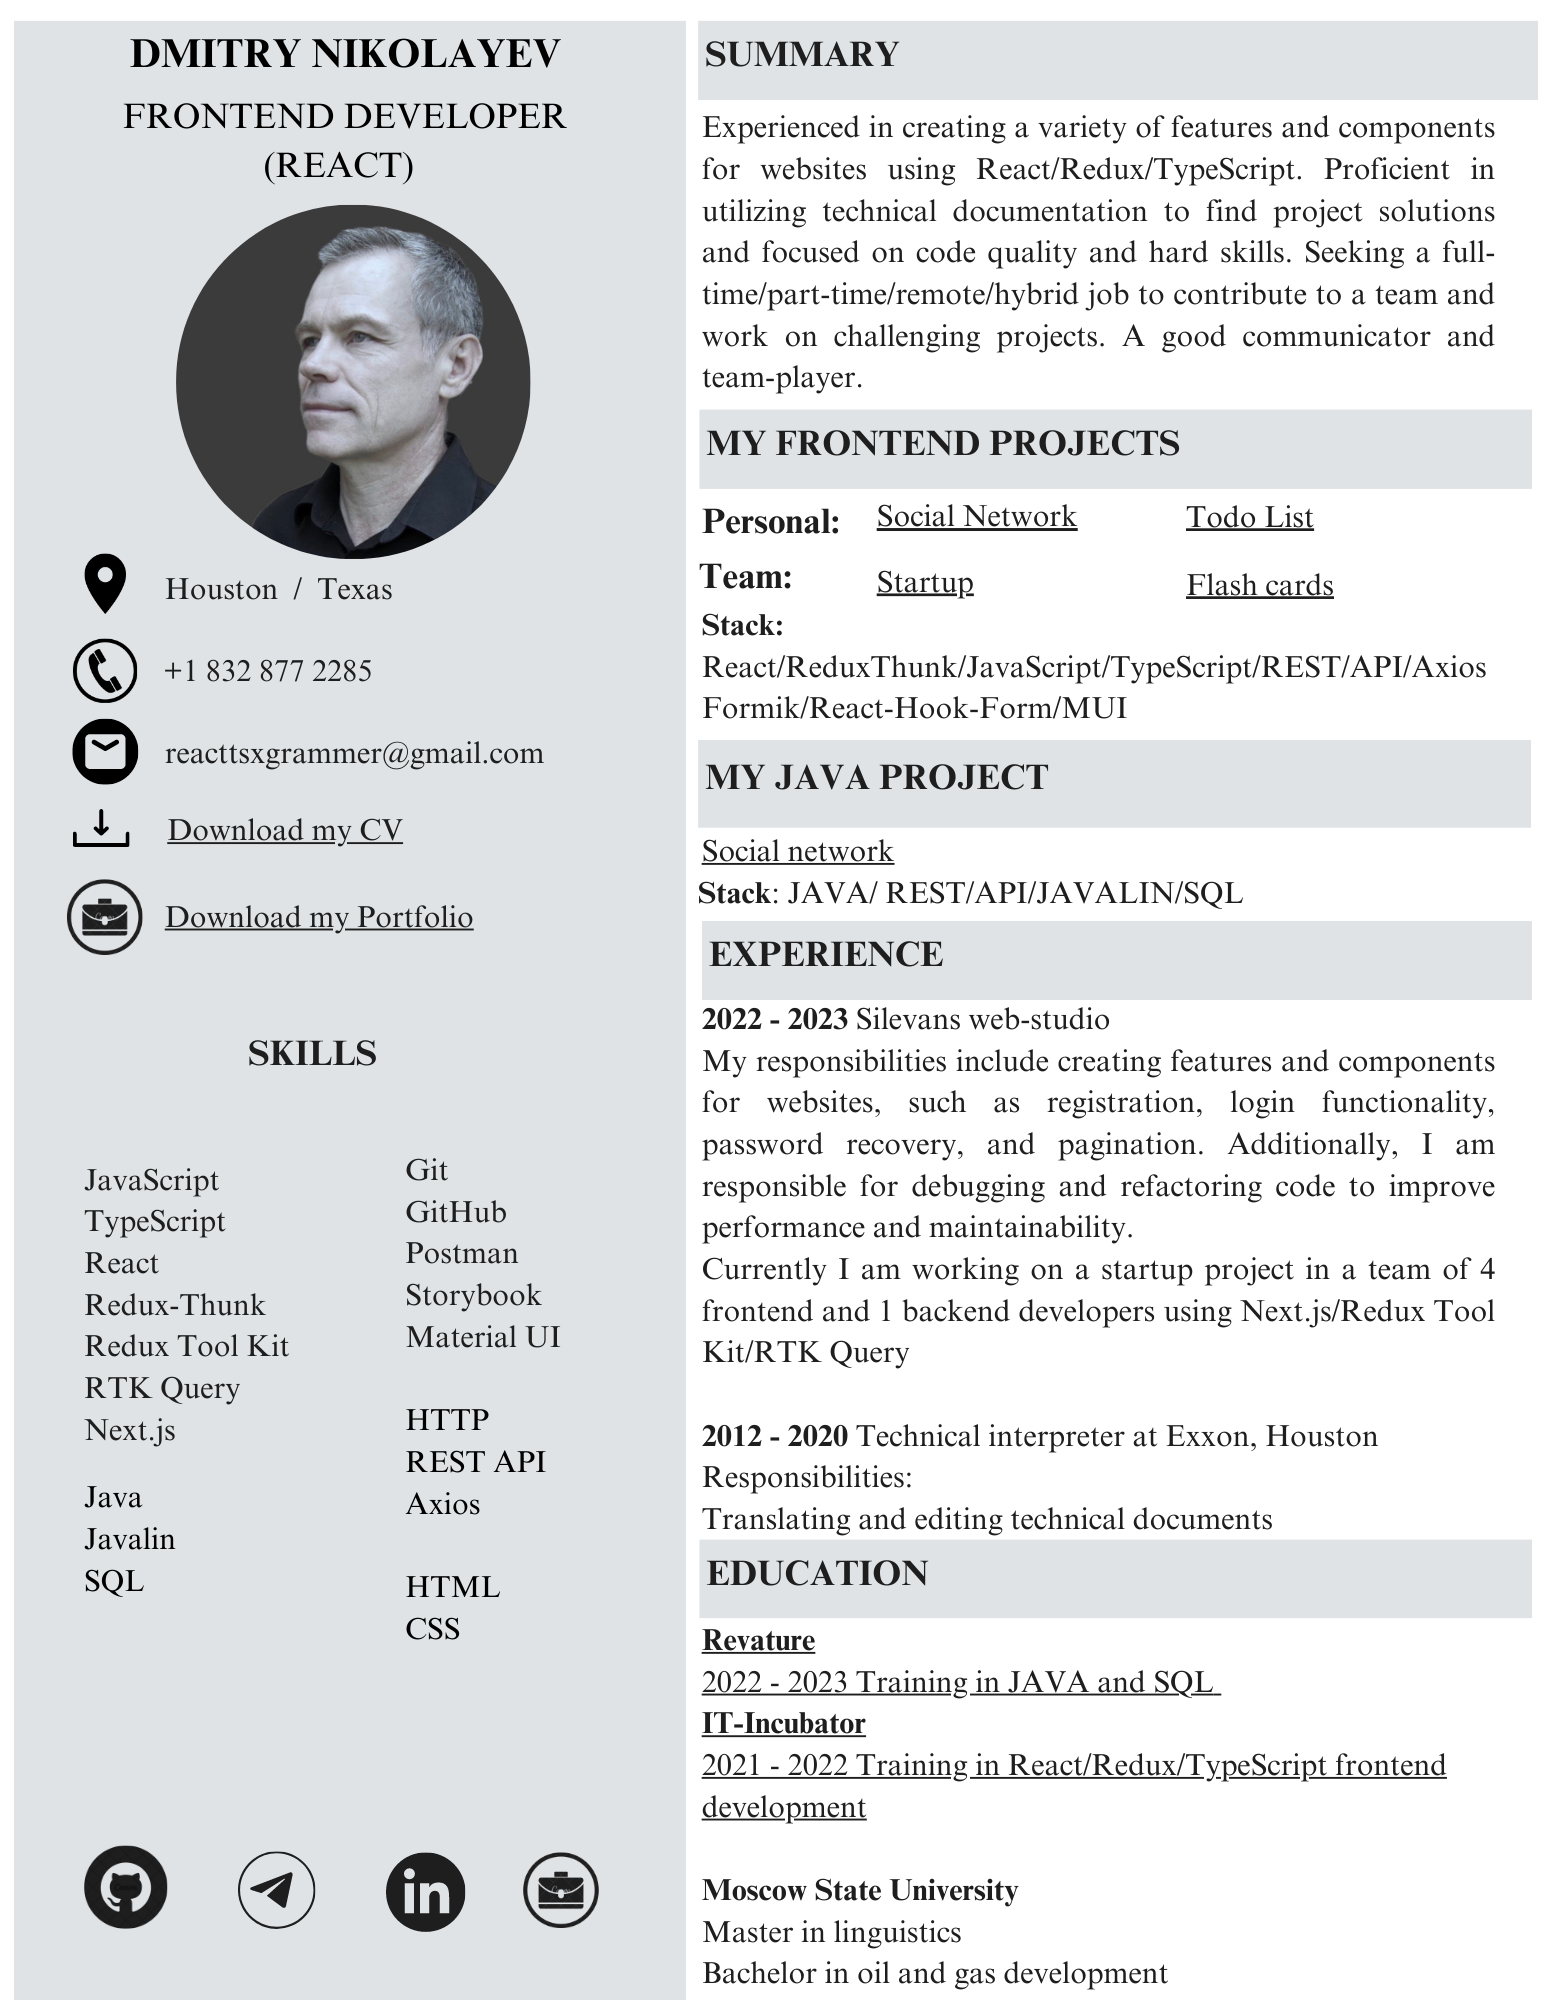 DMITRY NIKOLAYEV
FRONTEND DEVELOPER
(REACT)
Houston / Texas
+1 832 877 2285
reacttsxgrammer@gmail.com
Download my CV
Download my Portfolio
SKILLS
JavaScript
TypeScript
React
Redux-Thunk
Redux Tool Kit
RTK Query
Next.js
Java
Javalin
SQL
Git
GitHub
Postman
Storybook
Material UI
HTTP
REST API
Axios
HTML
CSS
in
SUMMARY
Experienced in creating a variety of features and components
for websites using React/Redux/TypeScript. Proficient in
utilizing technical documentation to find project solutions
and focused on code quality and hard skills. Seeking a full-
time/part-time/remote/hybrid job to contribute to a team and
work on challenging projects. A good communicator and
team-player.
MY FRONTEND PROJECTS
Personal: Social Network Todo List
Team: Startup Flash cards
Stack:
React/ReduxThunk/JavaScript/TypeScript/REST/API/Axios
Formik/React-Hook-Form/MUI
MY JAVA PROJECT
Social network
Stack: JAVA/ REST/API/JAVALIN/SQL
EXPERIENCE
2022 - 2023 Silevans web-studio
My responsibilities include creating features and components
for websites, such as registration, login functionality,
password recovery, and pagination. Additionally, I am
responsible for debugging and refactoring code to improve
performance and maintainability.
Currently I am working on a startup project in a team of 4
frontend and 1 backend developers using Next.js/Redux Tool
Kit/RTK Query
2012 - 2020 Technical interpreter at Exxon, Houston
Responsibilities:
Translating and editing technical documents
EDUCATION
Revature
2022 - 2023 Training in JAVA and SQL
IT-Incubator
2021 - 2022 Training in React/Redux/TypeScript frontend
development
Moscow State University
Master in linguistics
Bachelor in oil and gas development